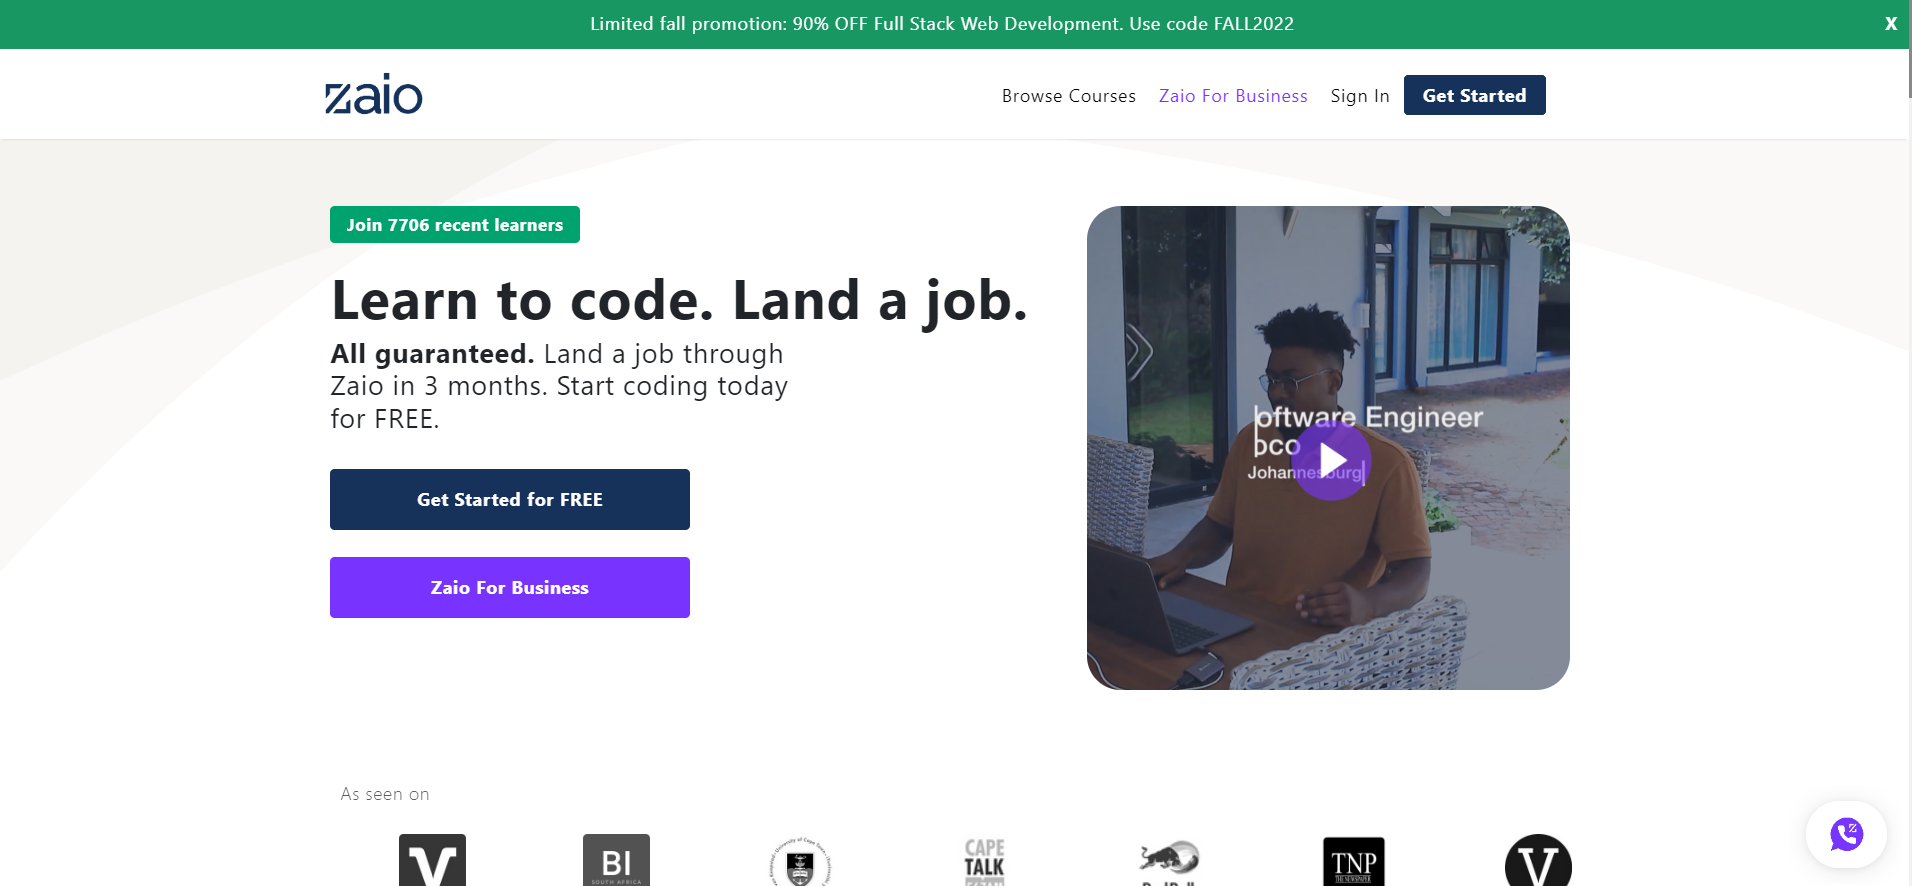 Limited fall promotion: 90% OFF Full Stack Web Development. Use code FALL2022
X
zaio
Browse Courses
Zaio For Business
Sign In
Get Started
Join 7706 recent learners
Learn to code. Land a job.
All guaranteed. Land a job through
Zaio in 3 months. Start coding today
for FREE.
Get Started for FREE
Zaio For Business
oftware Engineer
Johannesburg
As seen on
V
BI
SOUTH AFRICA
CAPE
TALK
TNP
THE NEWSPAPER
V
Z